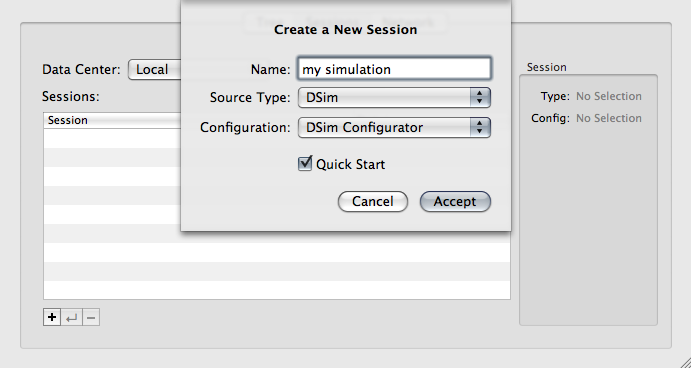 Create a New Session
Data Center: Local
Name: my simulation
Session
Sessions:
Source Type: DSim
Type: No Selection
Session
Configuration: DSim Configurator
Config: No Selection
Quick Start
Cancel
Accept